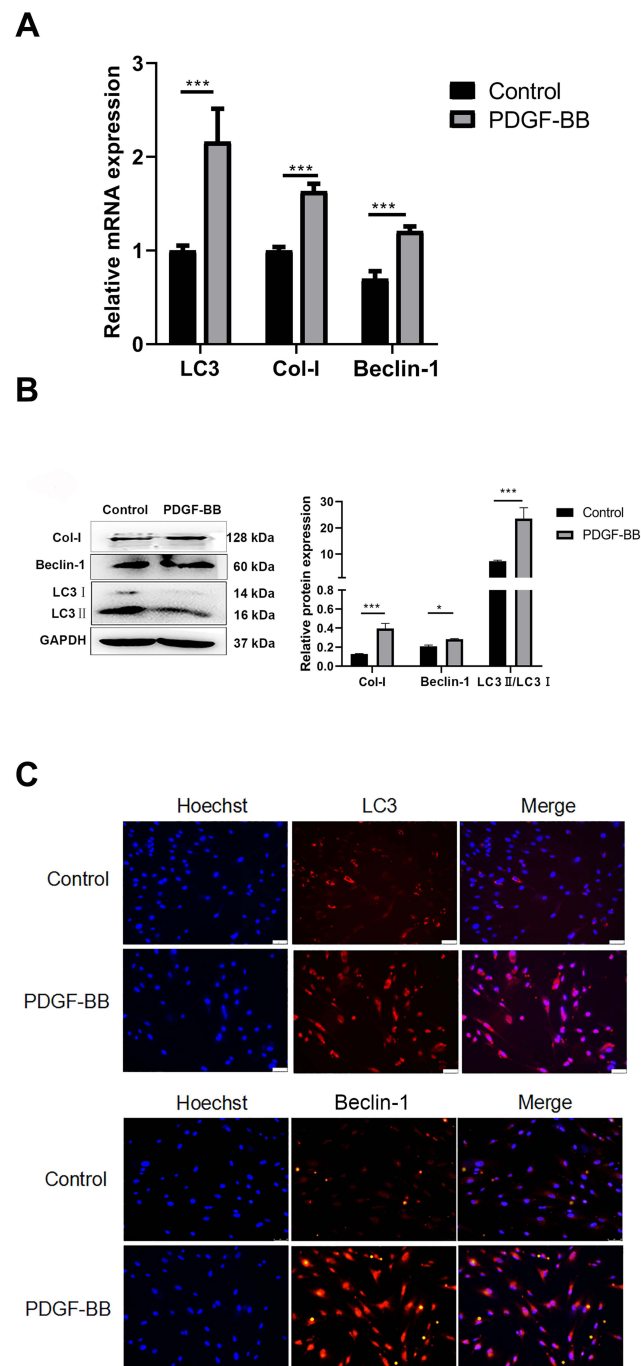 A
Relative mRNA expression
3
2
1
0
***
***
***
Control
PDGF-BB
LC3 Col-I Beclin-1
B
Control PDGF-BB
Col-I 128 kDa
Beclin-1 60 kDa
LC3 Ⅰ 14 kDa
LC3 Ⅱ 16 kDa
GAPDH 37 kDa
Relative protein expression
30
20
10
0.8
0.6
0.4
0.2
0.0
***
*
***
Control
PDGF-BB
Col-I Beclin-1 LC3 Ⅱ/LC3 Ⅰ
C
Hoechst LC3 Merge
Control
PDGF-BB
Hoechst Beclin-1 Merge
Control
PDGF-BB